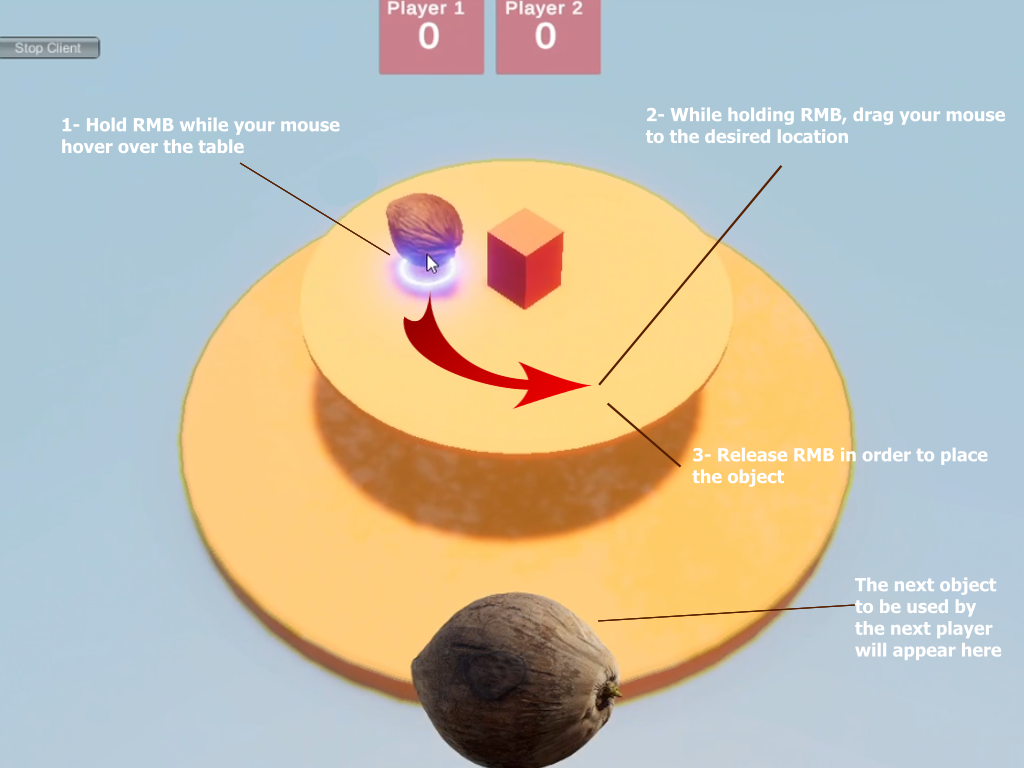 Player 1
0
Player 2
0
Stop Client
1- Hold RMB while your mouse
hover over the table
2- While holding RMB, drag your mouse
to the desired location
3- Release RMB in order to place
the object
The next object
to be used by
the next player
will appear here